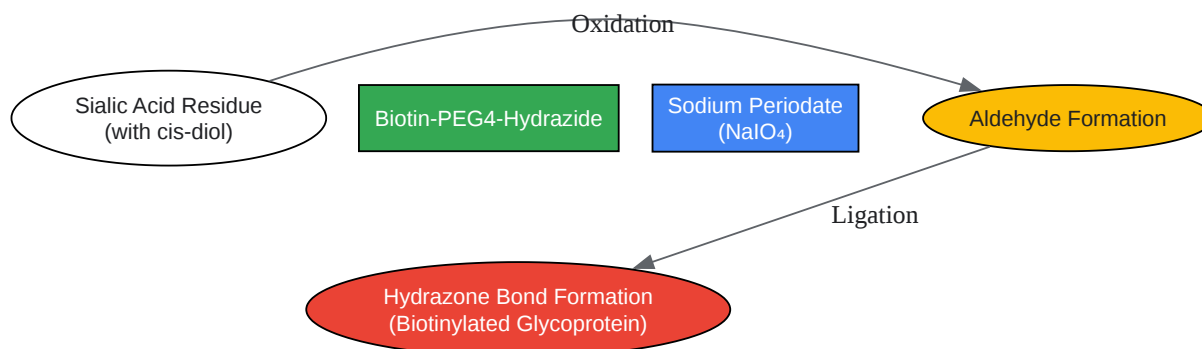 Oxidation
Sialic Acid Residue
(with cis-diol)
Biotin-PEG4-Hydrazide
Sodium Periodate
(NaIO₄)
Aldehyde Formation
Ligation
Hydrazone Bond Formation
(Biotinylated Glycoprotein)